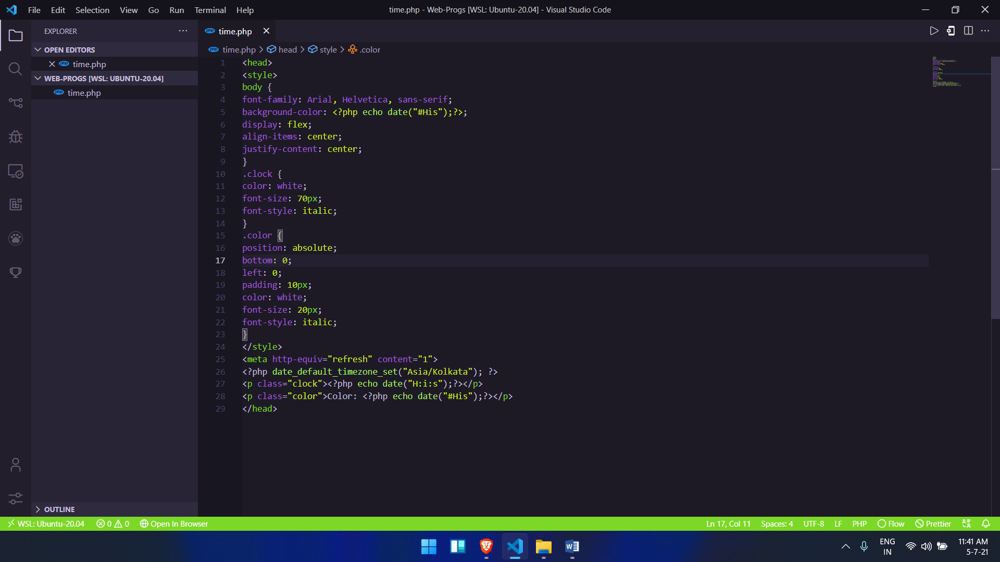 File Edit Selection View Go Run Terminal Help
time.php - Web-Progs [WSL: Ubuntu-20.04] - Visual Studio Code
EXPLORER
OPEN EDITORS
time.php
WEB-PROGS [WSL: UBUNTU-20.04]
time.php
OUTLINE
time.php
time.php > head > style > .color
1 <head>
2 <style>
3 body {
4 font-family: Arial, Helvetica, sans-serif;
5 background-color: <?php echo date("#His");?>;
6 display: flex;
7 align-items: center;
8 justify-content: center;
9 }
10 .clock {
11 color: white;
12 font-size: 70px;
13 font-style: italic;
14 }
15 .color {
16 position: absolute;
17 bottom: 0;
18 left: 0;
19 padding: 10px;
20 color: white;
21 font-size: 20px;
22 font-style: italic;
23 }
24 </style>
25 <meta http-equiv="refresh" content="1">
26 <?php date_default_timezone_set("Asia/Kolkata"); ?>
27 <p class="clock"><?php echo date("H:i:s");?></p>
28 <p class="color">Color: <?php echo date("#His");?></p>
29 </head>
WSL: Ubuntu-20.04 0 0 Open In Browser
Ln 17, Col 11 Spaces: 4 UTF-8 LF PHP Flow Prettier
ENG
IN
11:41 AM
5-7-21